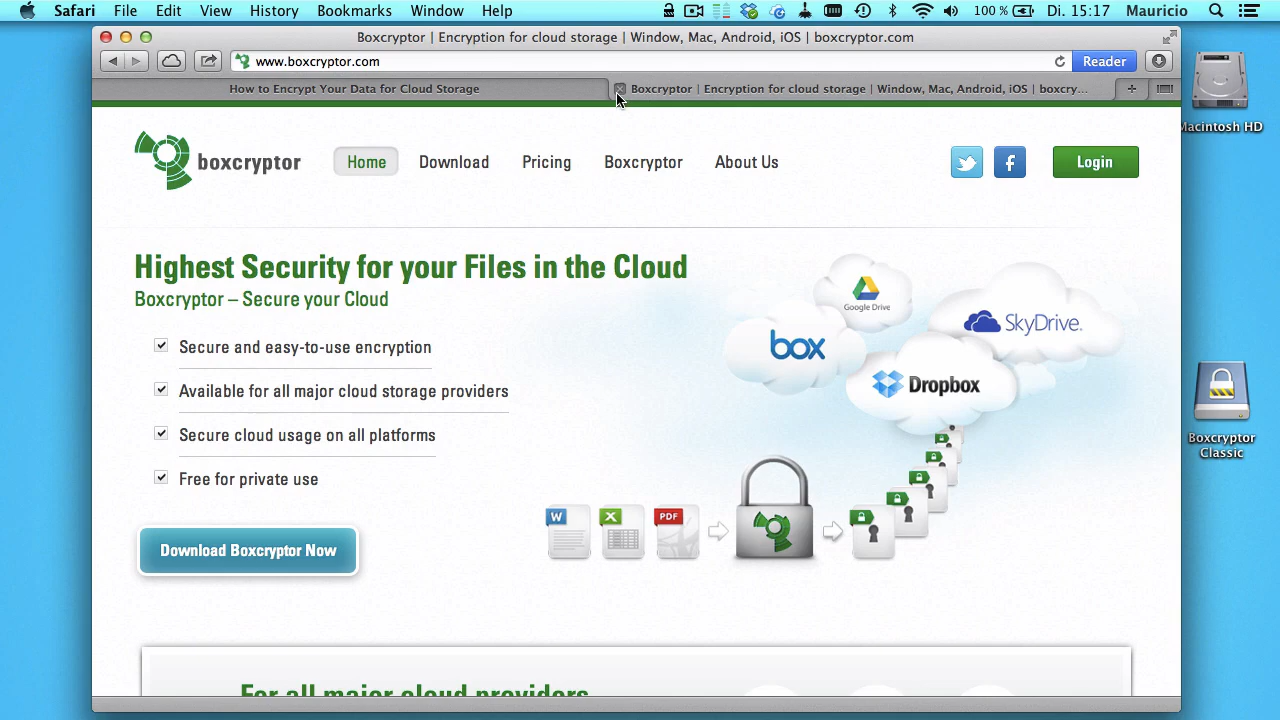 Safari File Edit View History Bookmarks Window Help 100 % Di. 15:17 Mauricio
Boxcryptor | Encryption for cloud storage | Window, Mac, Android, iOS | boxcryptor.com
www.boxcryptor.com
Reader
How to Encrypt Your Data for Cloud Storage
Boxcryptor | Encryption for cloud storage | Window, Mac, Android, iOS | boxcry...
Macintosh HD
boxcryptor
Home Download Pricing Boxcryptor About Us
Login
Highest Security for your Files in the Cloud
Boxcryptor – Secure your Cloud
Secure and easy-to-use encryption
Available for all major cloud storage providers
Secure cloud usage on all platforms
Free for private use
Download Boxcryptor Now
Google Drive
SkyDrive
box
Dropbox
W
X
PDF
Boxcryptor
Classic
For all major cloud providers